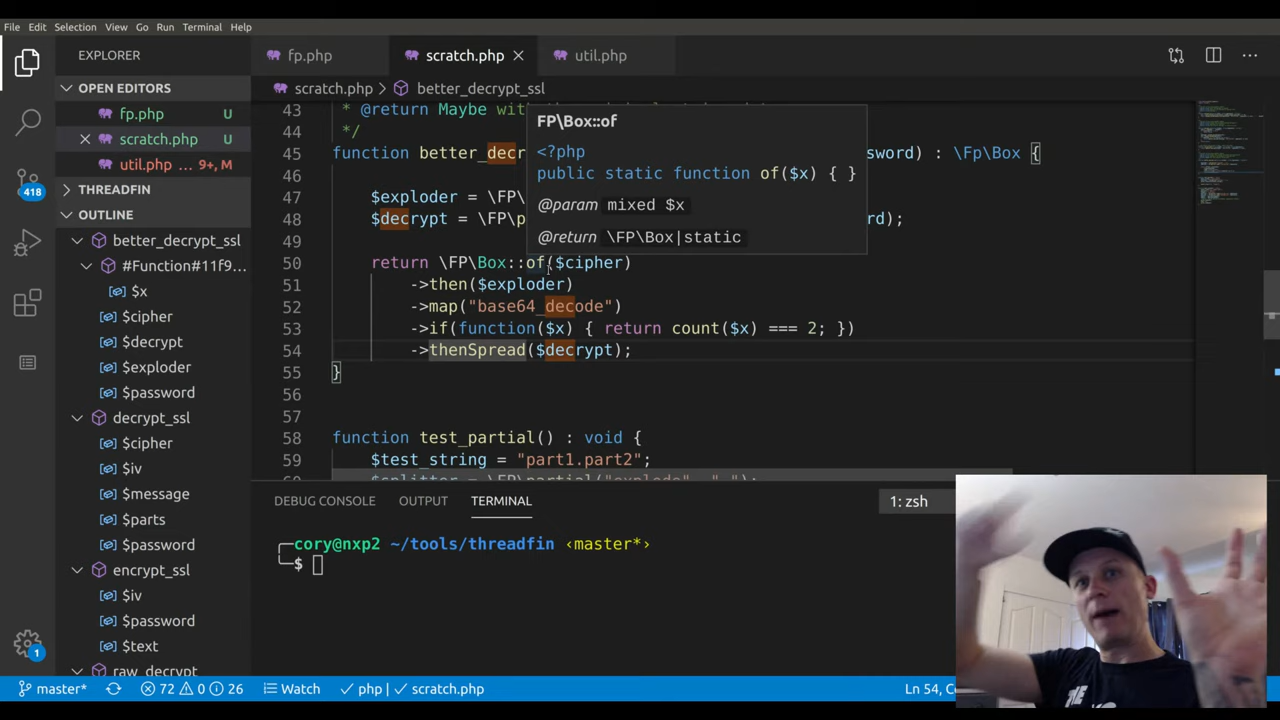 File Edit Selection View Go Run Terminal Help
EXPLORER
fp.php
scratch.php
util.php
OPEN EDITORS
fp.php U
scratch.php U
util.php ... 9+, M
THREADFIN
OUTLINE
better_decrypt_ssl
#Function#11f9...
$x
$cipher
$decrypt
$exploder
$password
decrypt_ssl
$cipher
$iv
$message
$parts
$password
encrypt_ssl
$iv
$password
$text
raw_decrypt
418
1
scratch.php > better_decrypt_ssl
43 * @return Maybe wit
44 */
45 function better_decr ssword) : \Fp\Box {
46
47 $exploder = \FP\
48 $decrypt = \FP\p rd);
49
50 return \FP\Box::of($cipher)
51 ->then($exploder)
52 ->map("base64_decode")
53 ->if(function($x) { return count($x) === 2; })
54 ->thenSpread($decrypt);
55 }
56
57
58 function test_partial() : void {
59 $test_string = "part1.part2";
FP\Box::of
<?php
public static function of($x) { }
@param mixed $x
@return \FP\Box|static
DEBUG CONSOLE OUTPUT TERMINAL
1: zsh
cory@nxp2 ~/tools/threadfin ‹master*›
$
THE
master* 72 0 26 Watch php | scratch.php
Ln 54,